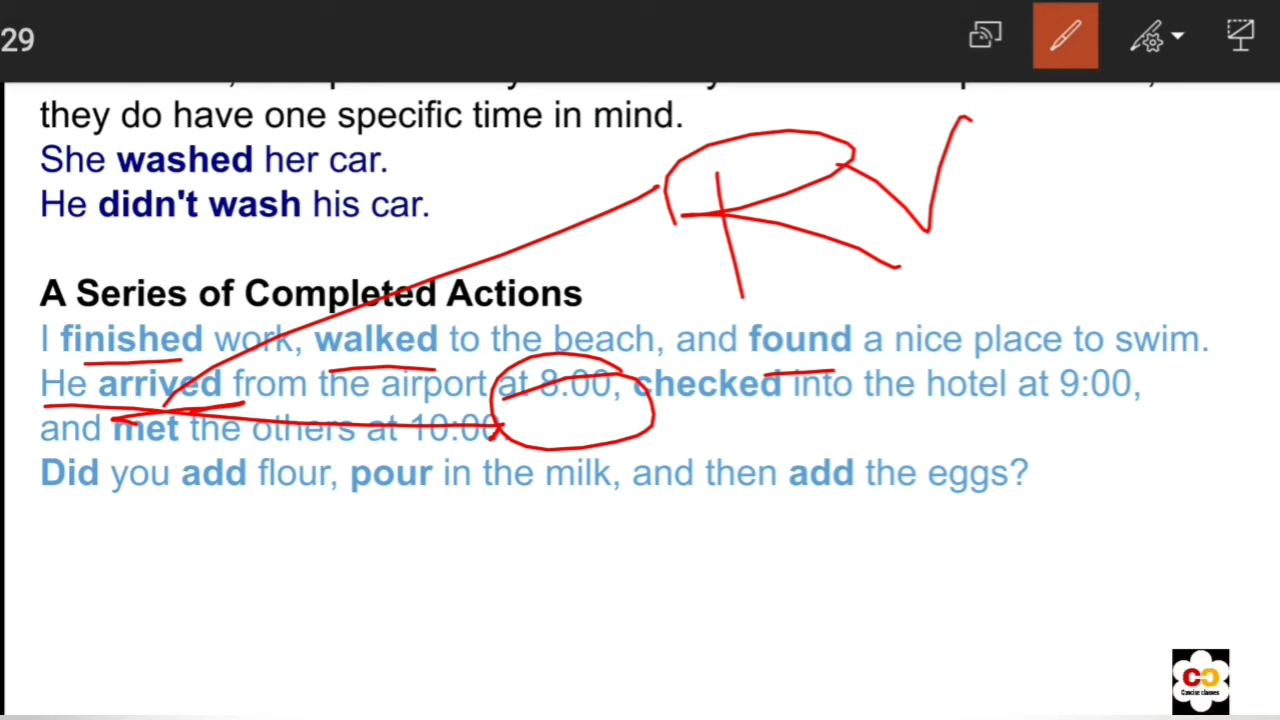 29
they do have one specific time in mind.
She washed her car.
He didn't wash his car.
RV
A Series of Completed Actions
I finished work, walked to the beach, and found a nice place to swim.
He arrived from the airport at 8:00, checked into the hotel at 9:00,
and met the others at 10:00.
Did you add flour, pour in the milk, and then add the eggs?
CC
Concise classes